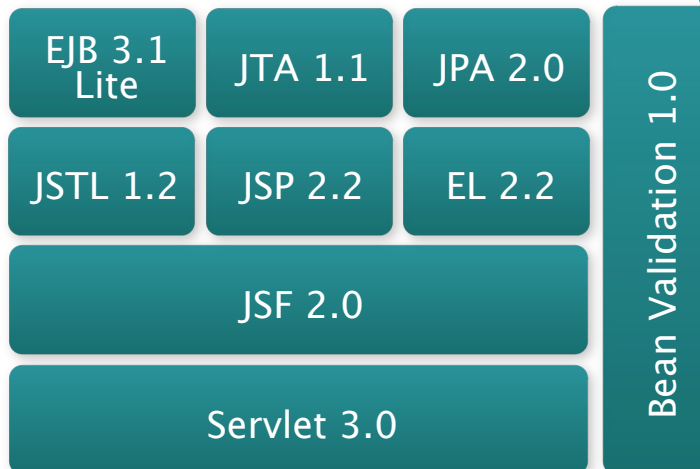 EJB 3.1
Lite
JTA 1.1
JPA 2.0
JSTL 1.2
JSP 2.2
EL 2.2
JSF 2.0
Servlet 3.0
Bean Validation 1.0